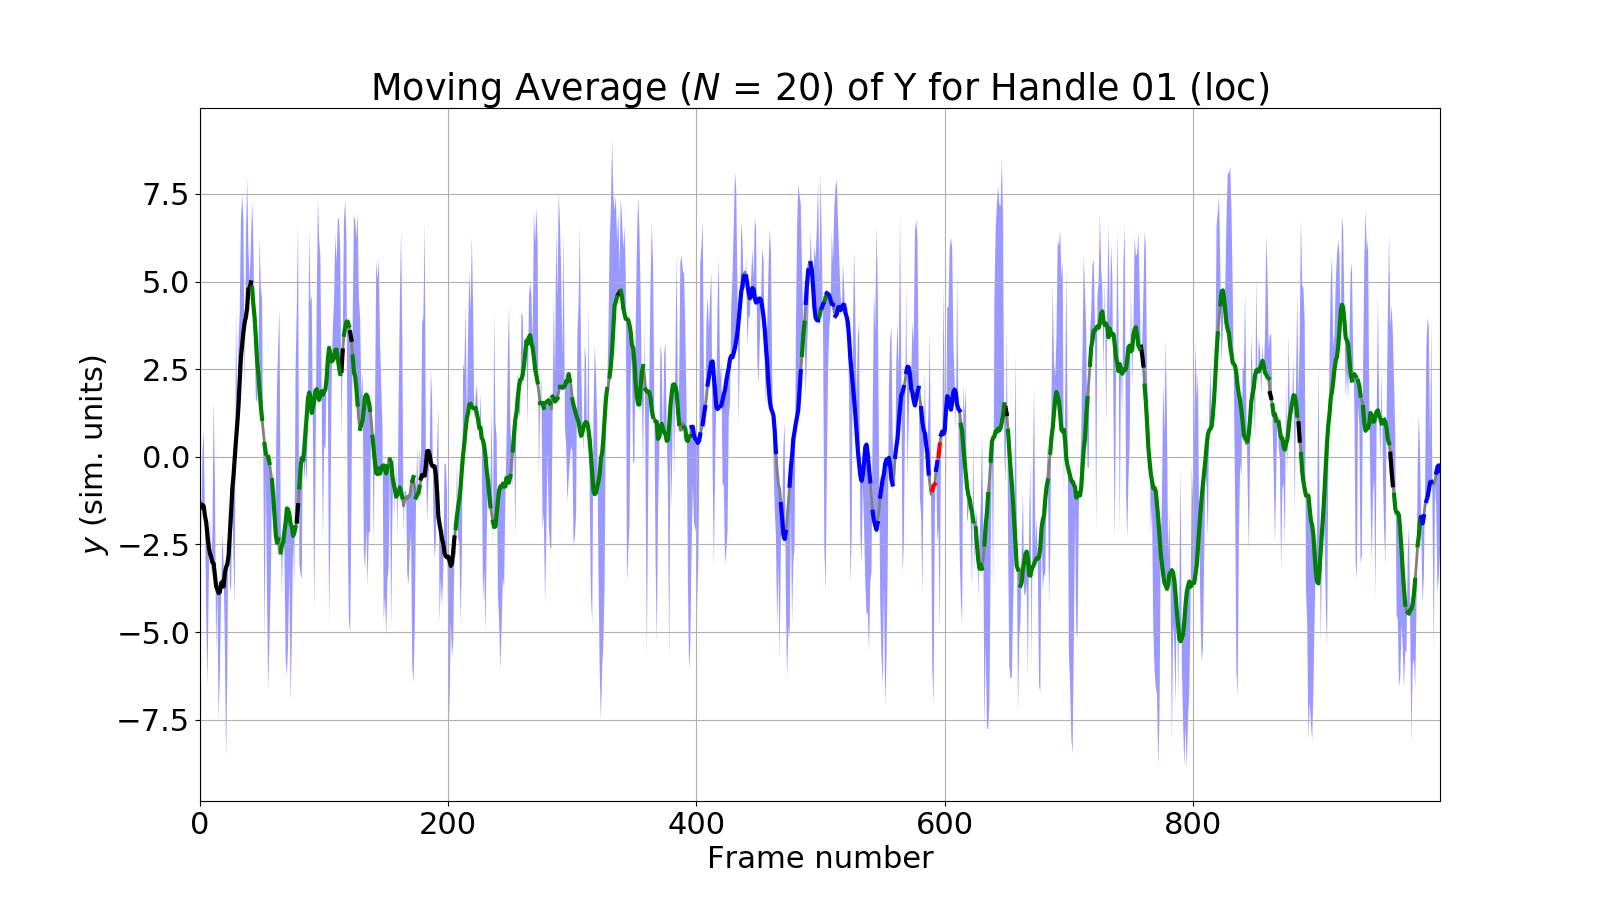 Moving Average (N = 20) of Y for Handle 01 (loc)
y (sim. units)
7.5
5.0
2.5
0.0
−2.5
−5.0
−7.5
0 200 400 600 800
Frame number